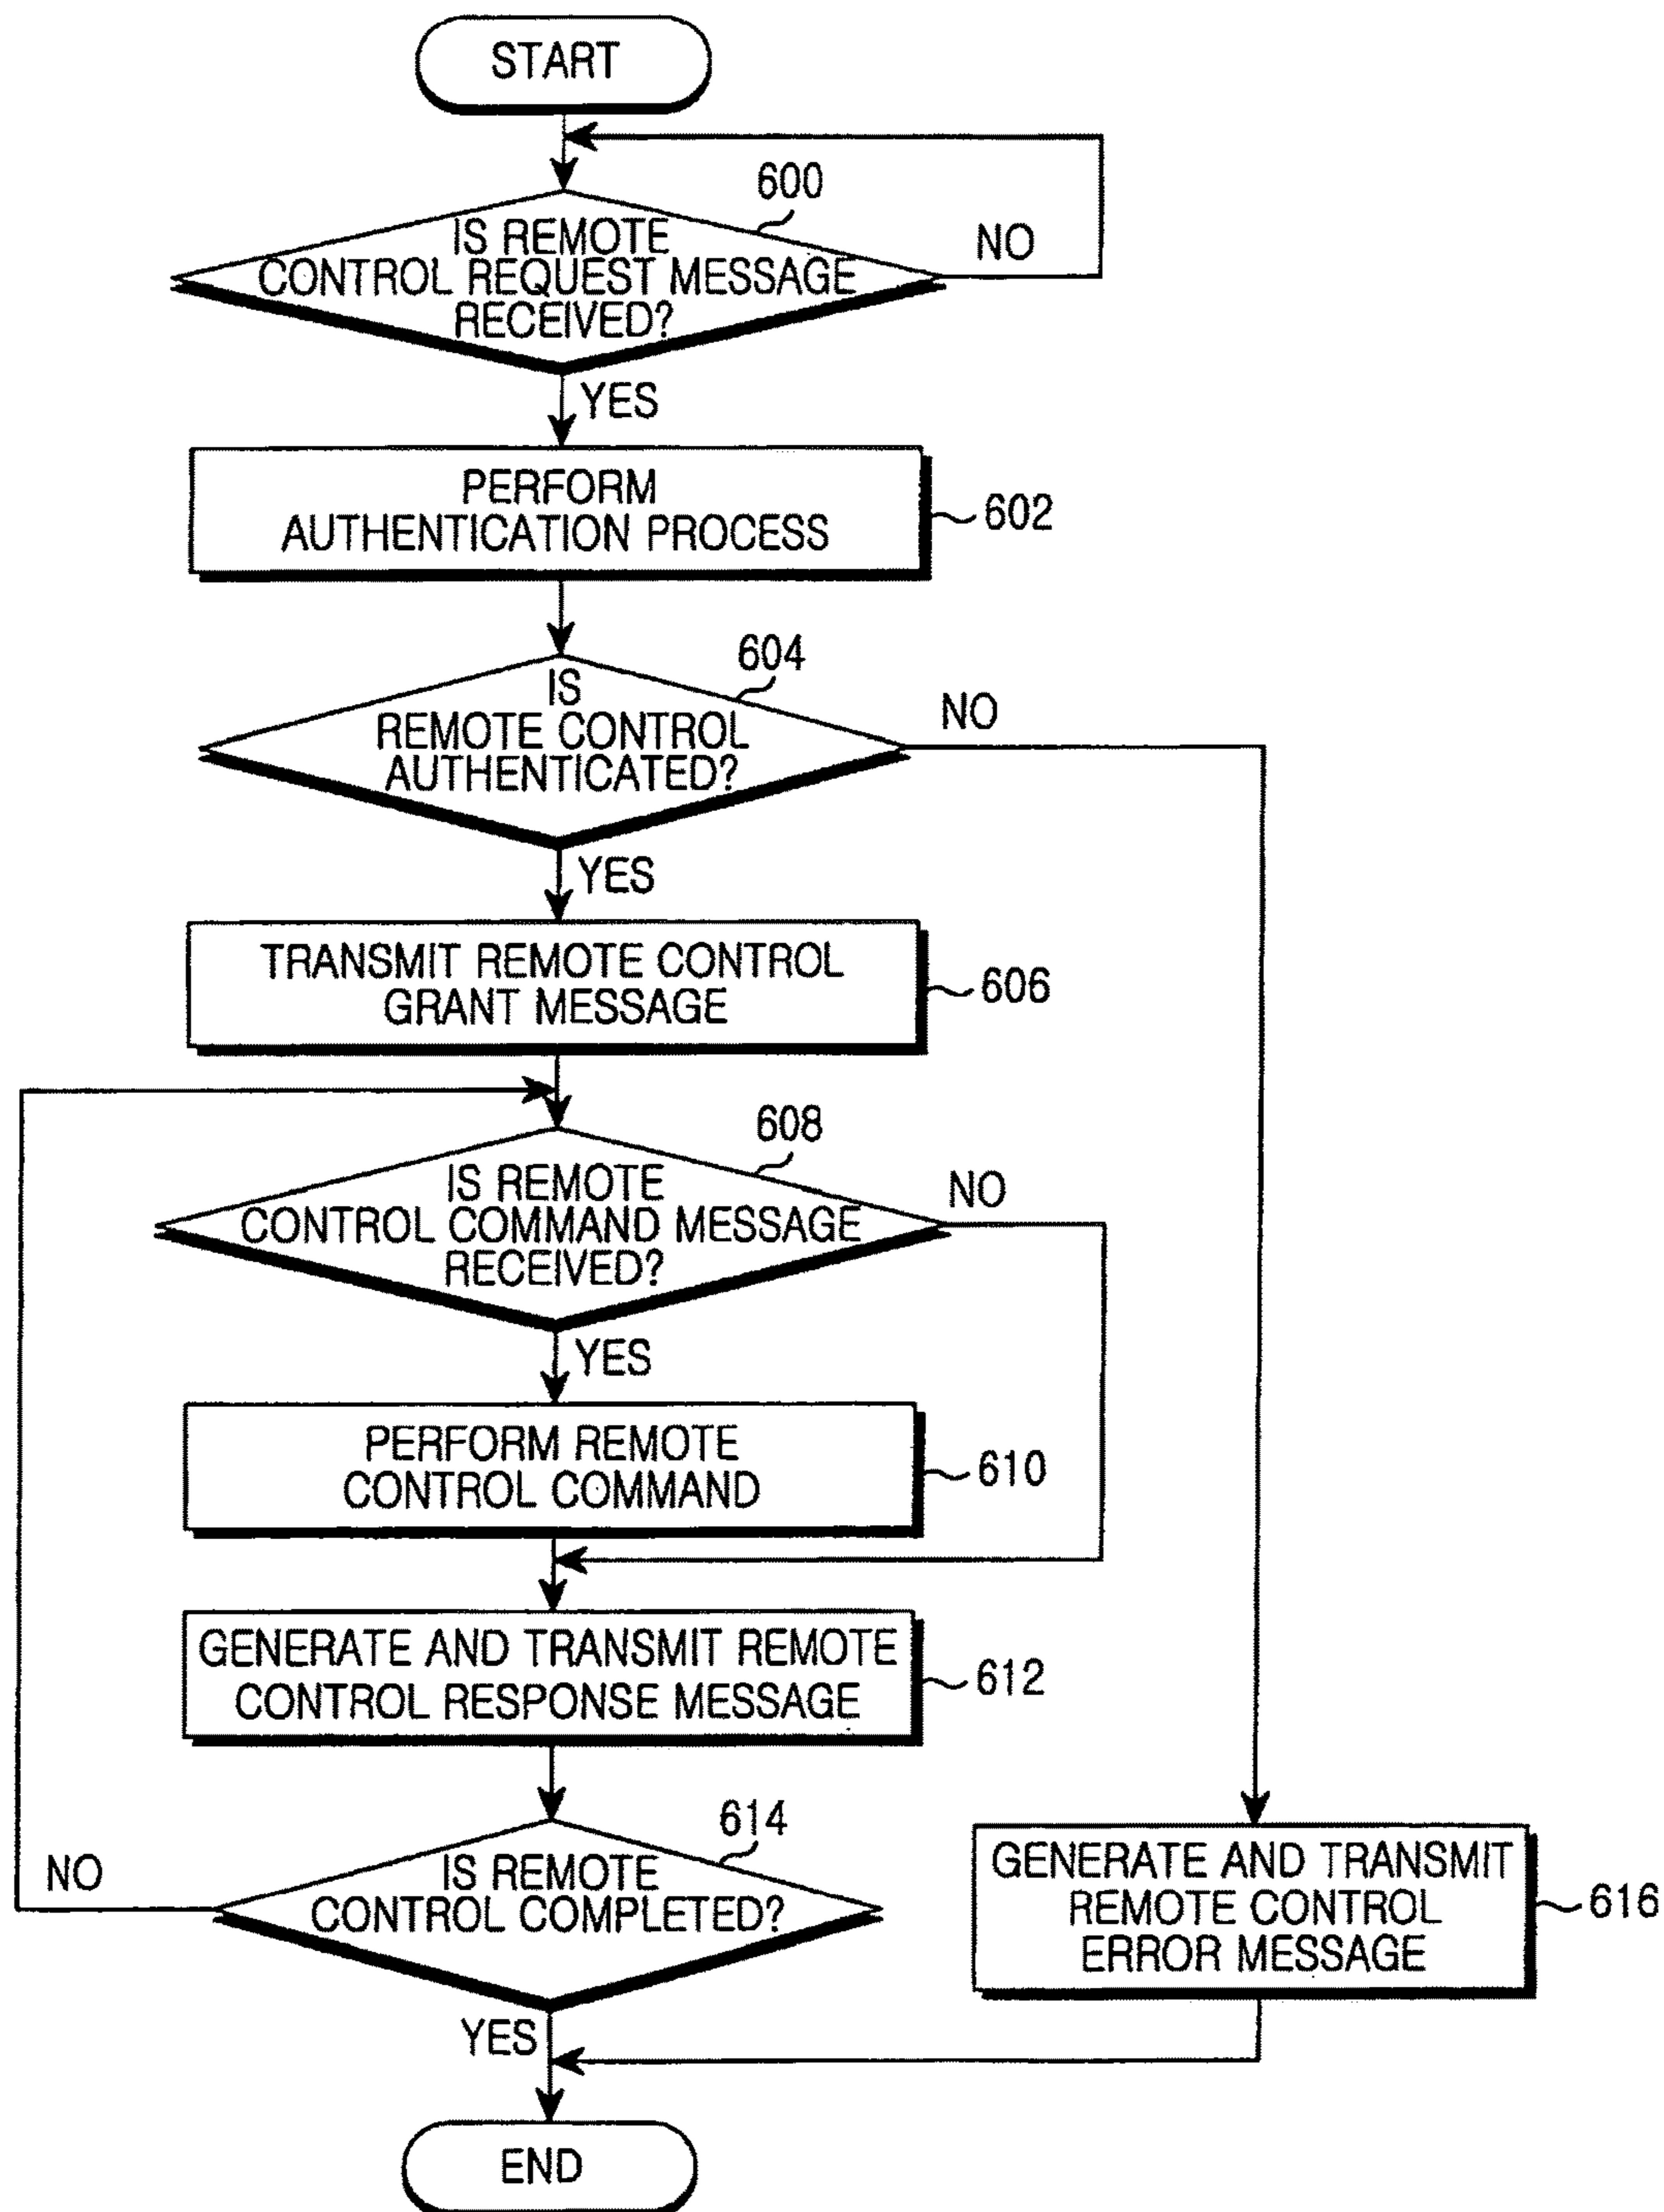 START
600
IS REMOTE
CONTROL REQUEST MESSAGE
RECEIVED?
NO
YES
PERFORM
AUTHENTICATION PROCESS
602
604
IS
REMOTE CONTROL
AUTHENTICATED?
NO
YES
TRANSMIT REMOTE CONTROL
GRANT MESSAGE
606
608
IS REMOTE
CONTROL COMMAND MESSAGE
RECEIVED?
NO
YES
PERFORM REMOTE
CONTROL COMMAND
610
GENERATE AND TRANSMIT REMOTE
CONTROL RESPONSE MESSAGE
612
614
IS REMOTE
CONTROL COMPLETED?
NO
YES
GENERATE AND TRANSMIT
REMOTE CONTROL
ERROR MESSAGE
616
END